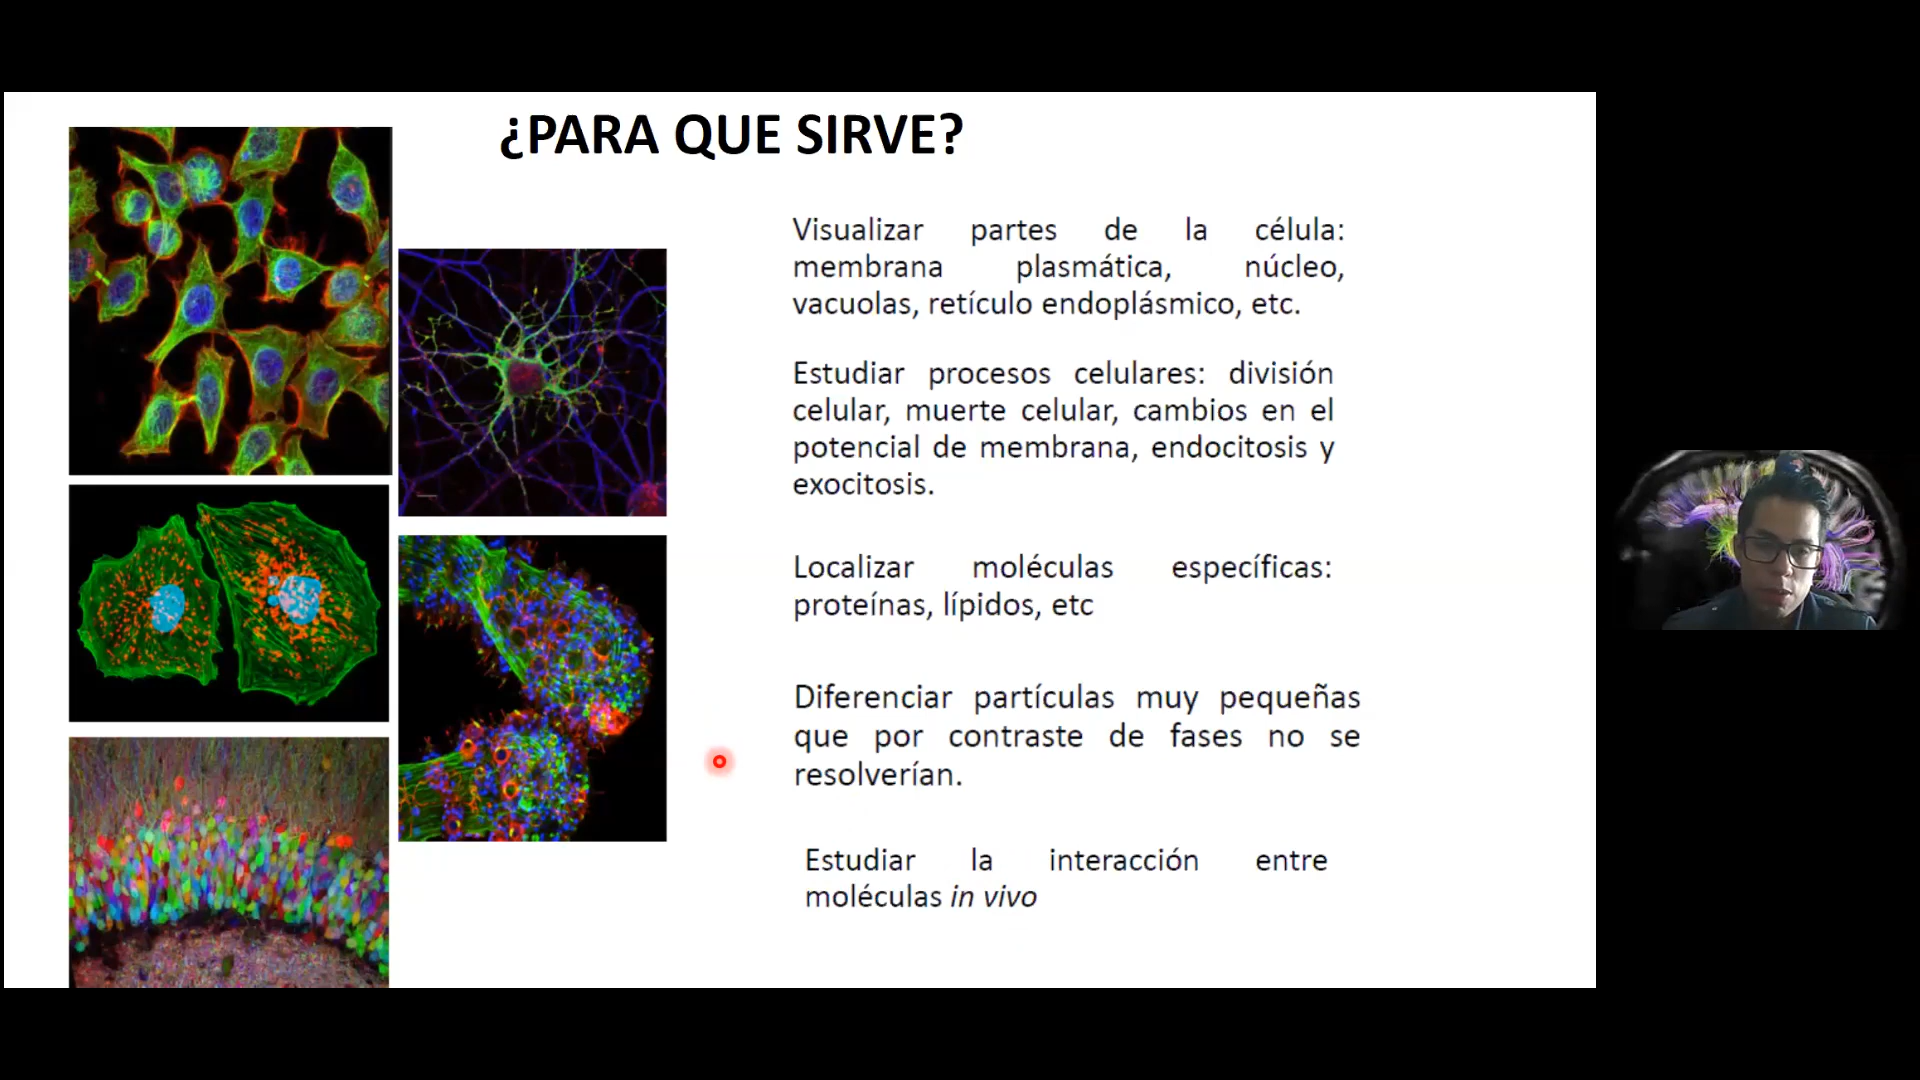 ¿PARA QUE SIRVE?
Visualizar partes de la célula:
membrana plasmática, núcleo,
vacuolas, retículo endoplásmico, etc.
Estudiar procesos celulares: división
celular, muerte celular, cambios en el
potencial de membrana, endocitosis y
exocitosis.
Localizar moléculas específicas:
proteínas, lípidos, etc
Diferenciar partículas muy pequeñas
que por contraste de fases no se
resolverían.
Estudiar la interacción entre
moléculas in vivo